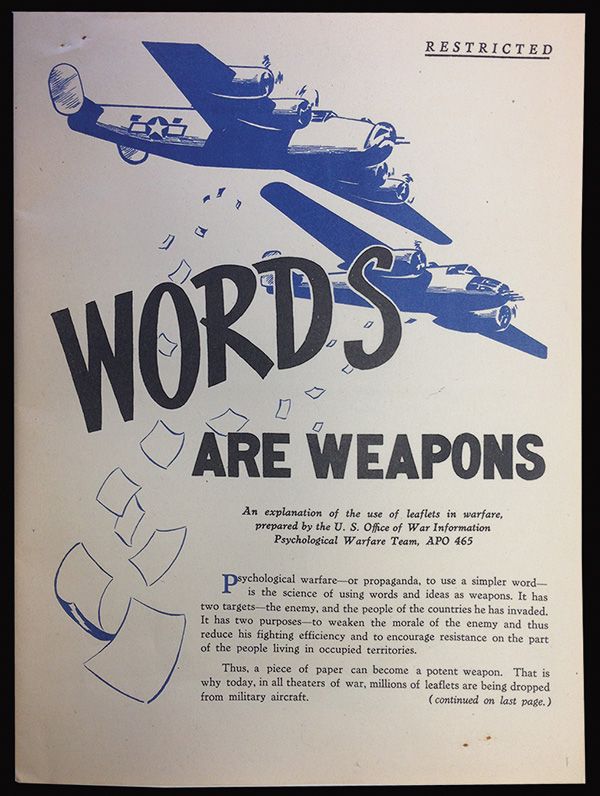 RESTRICTED
WORDS
ARE WEAPONS
An explanation of the use of leaflets in warfare,
prepared by the U. S. Office of War Information
Psychological Warfare Team, APO 465
Psychological warfare—or propaganda, to use a simpler word—
is the science of using words and ideas as weapons. It has
two targets—the enemy, and the people of the countries he has invaded.
It has two purposes—to weaken the morale of the enemy and thus
reduce his fighting efficiency and to encourage resistance on the part
of the people living in occupied territories.
Thus, a piece of paper can become a potent weapon. That is
why today, in all theaters of war, millions of leaflets are being dropped
from military aircraft. (continued on last page.)